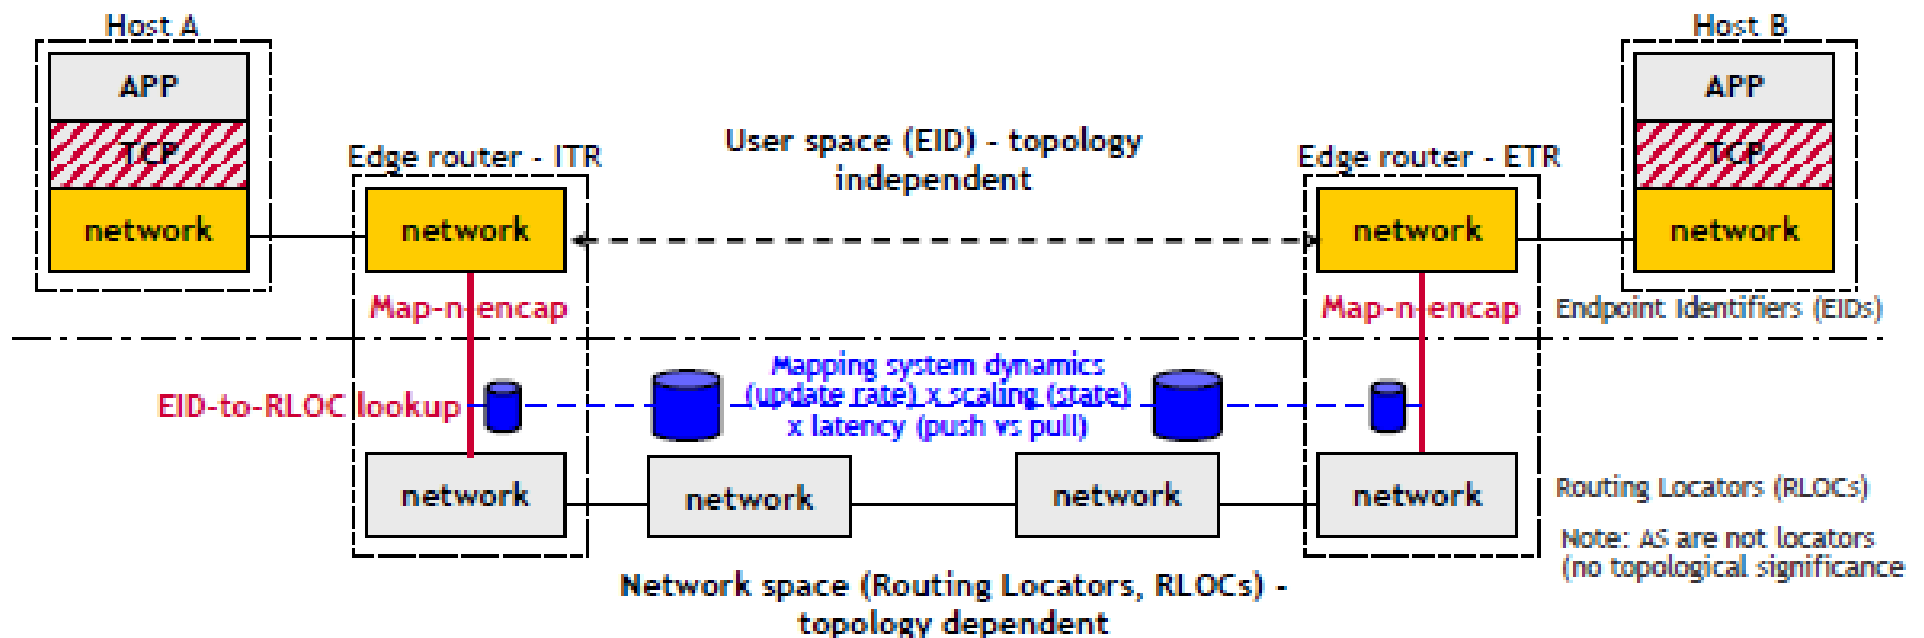 Host A
Host B
APP
APP
TCP
TCP
User space (EID) - topology
independent
Edge router - ITR
Edge router - ETR
network
network
network
network
Map-n-encap
Map-n-encap
Endpoint Identifiers (EIDs)
Mapping system dynamics
(update rate) x scaling (state)
x latency (push vs pull)
EID-to-RLOC lookup
network
network
network
network
Routing Locators (RLOCs)
Note: AS are not locators
(no topological significance
Network space (Routing Locators, RLOCs) -
topology dependent